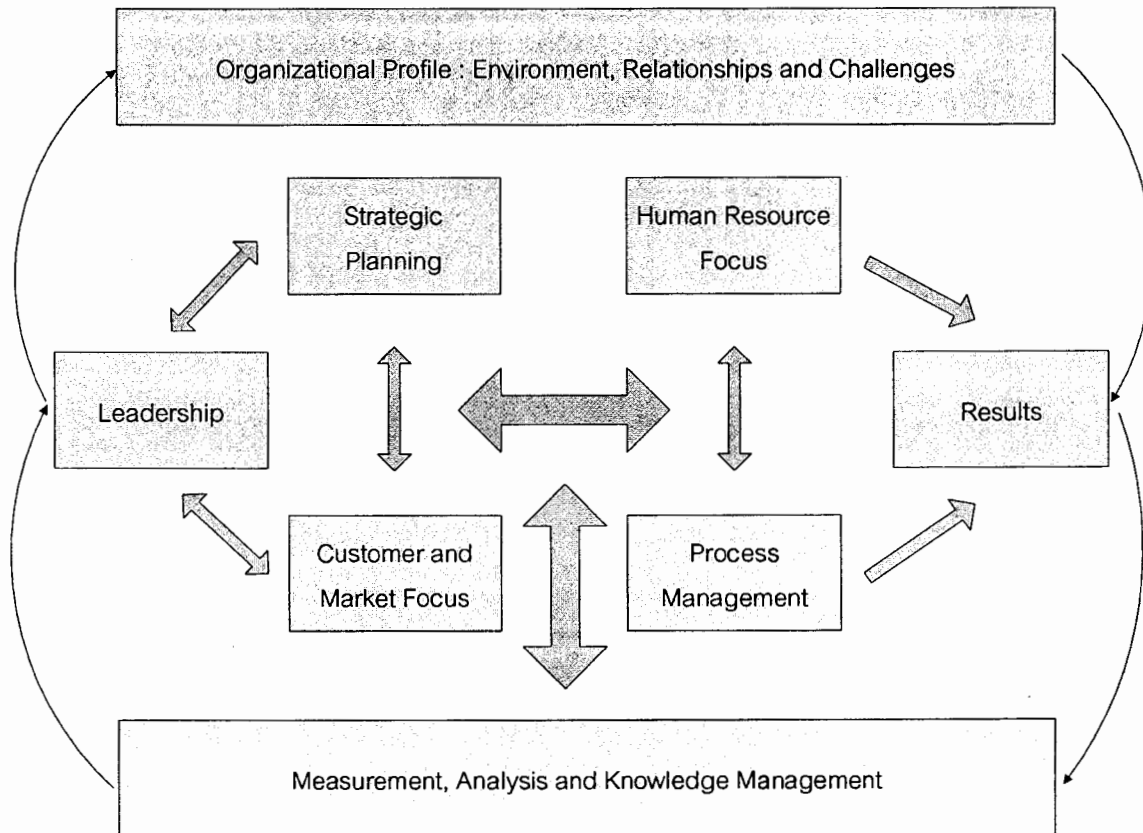 Organizational Profile : Environment, Relationships and Challenges
Strategic
Planning
Human Resource
Focus
Leadership
Results
Customer and
Market Focus
Process
Management
Measurement, Analysis and Knowledge Management